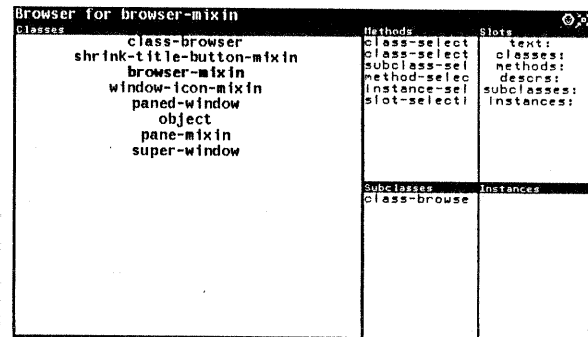 Browser for browser-mixin
Classes
class-browser
shrink-title-button-mixin
browser-mixin
window-icon-mixin
paned-window
object
pane-mixin
super-window
Methods
class-select
class-select
subclass-sel
method-selec
instance-sel
slot-selecti
Slots
text:
classes:
methods:
descrs:
subclasses:
instances:
Subclasses
class-browse
Instances